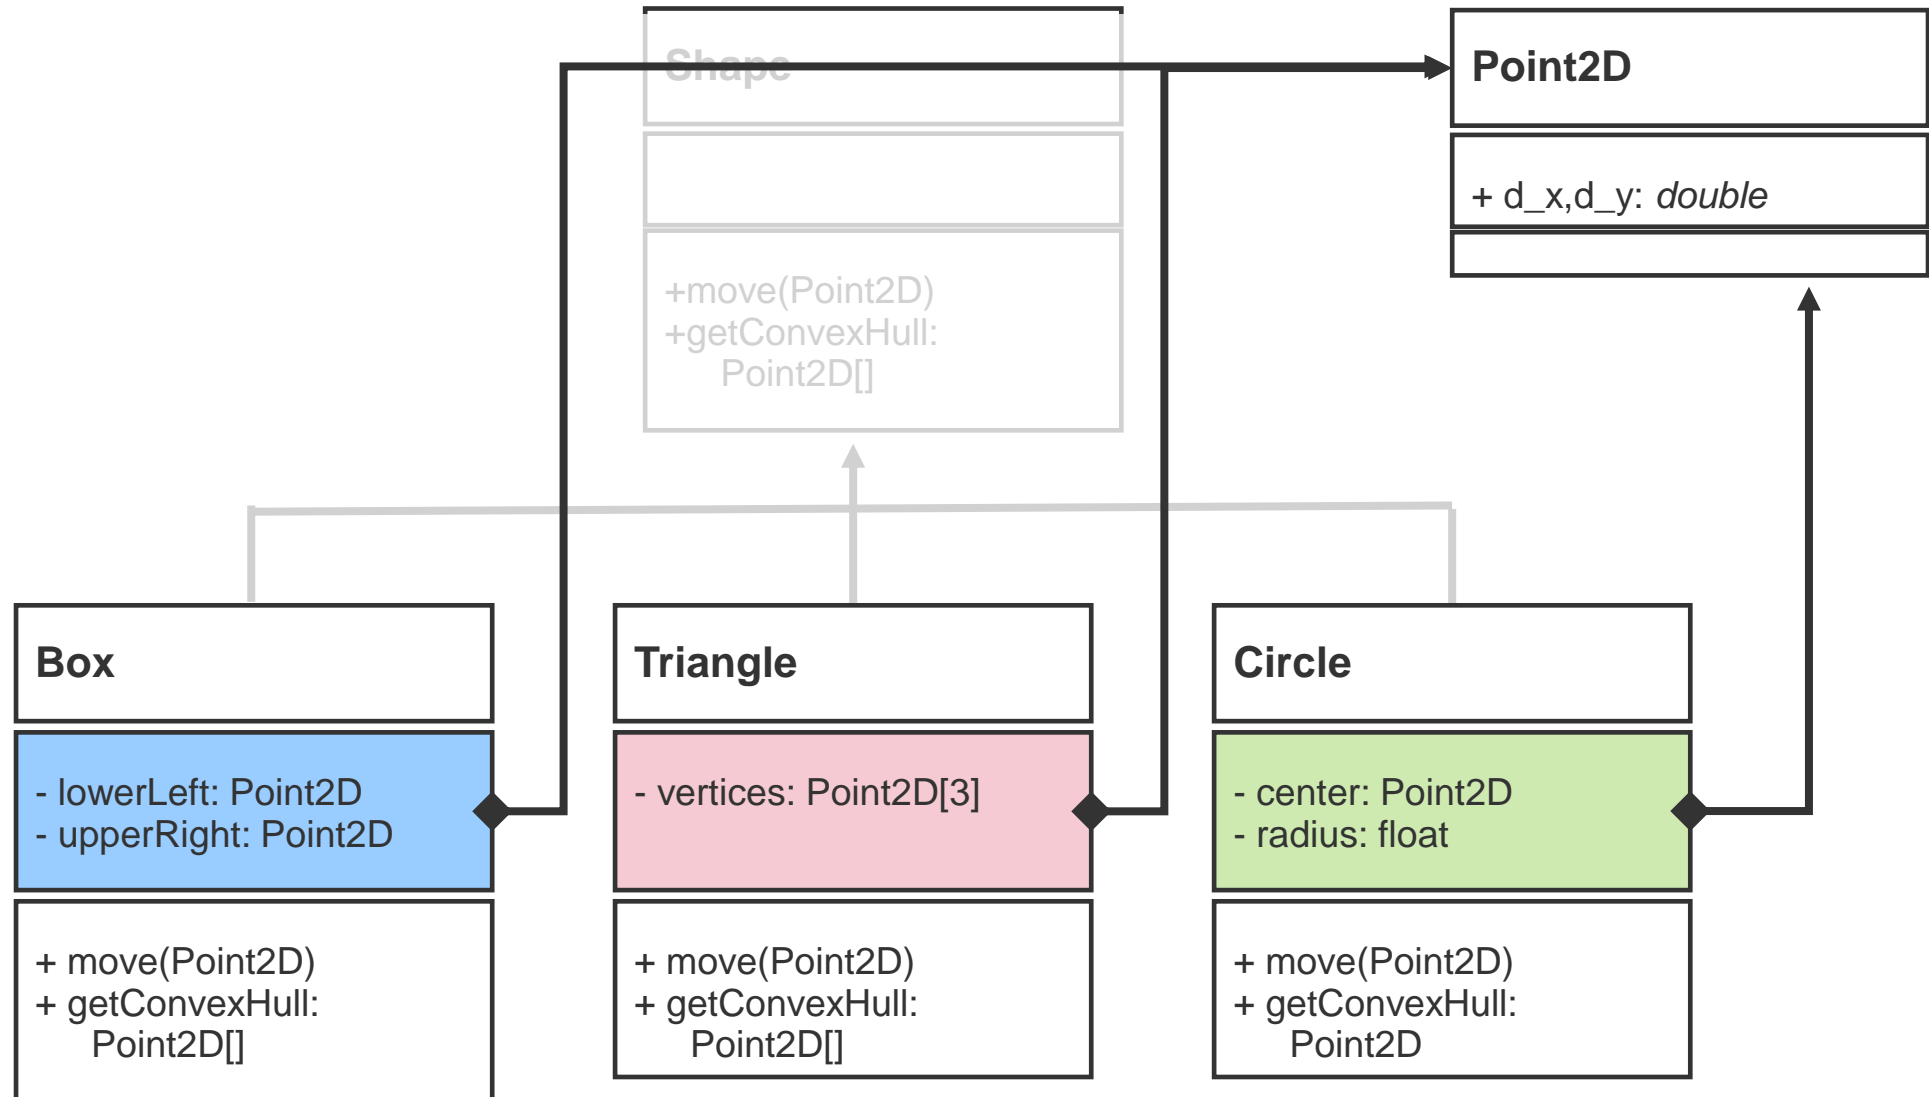 Shape
+move(Point2D)
+getConvexHull:
Point2D[]
Point2D
+ d_x,d_y: double
Box
- lowerLeft: Point2D
- upperRight: Point2D
+ move(Point2D)
+ getConvexHull:
Point2D[]
Triangle
- vertices: Point2D[3]
+ move(Point2D)
+ getConvexHull:
Point2D[]
Circle
- center: Point2D
- radius: float
+ move(Point2D)
+ getConvexHull:
Point2D